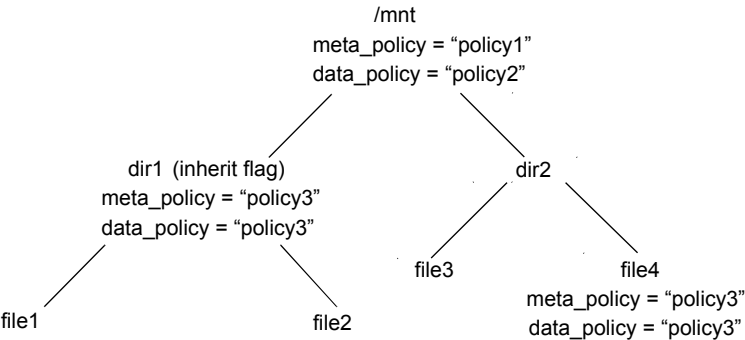 /mnt
meta_policy = “policy1”
data_policy = “policy2”
dir1 (inherit flag)
meta_policy = “policy3”
data_policy = “policy3”
dir2
file1
file2
file3
file4
meta_policy = “policy3”
data_policy = “policy3”